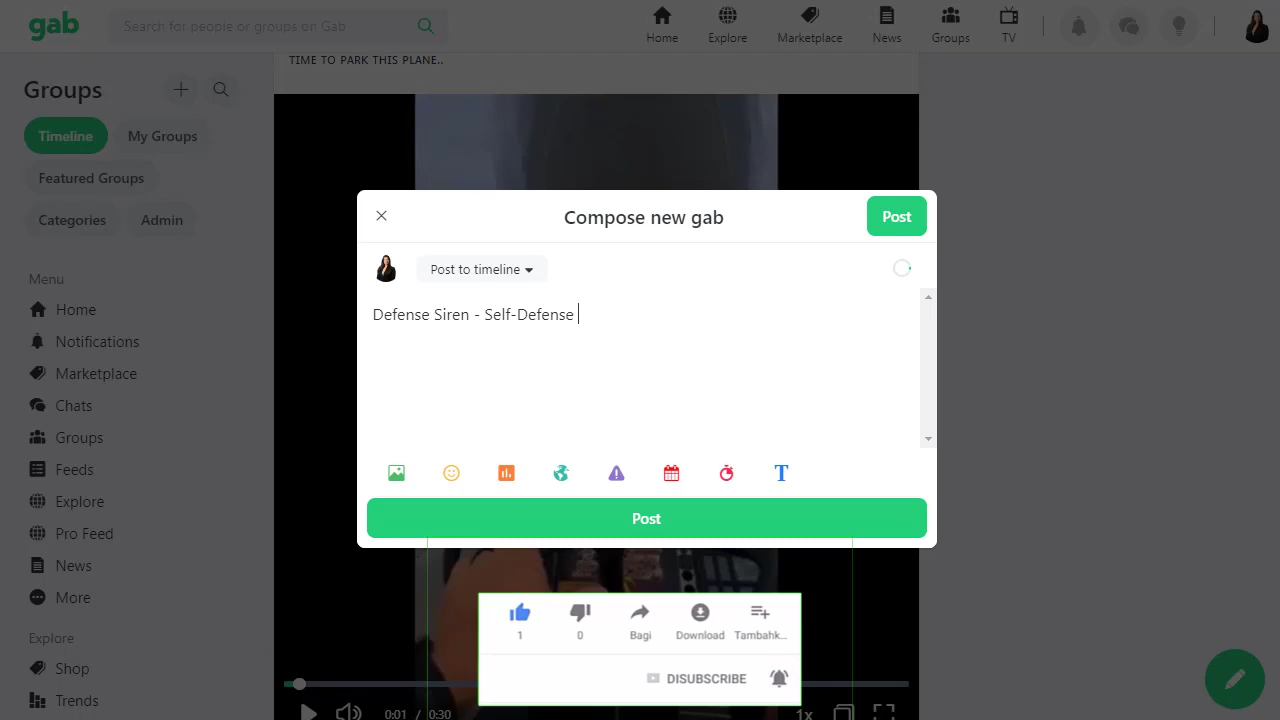 gab
Search for people or groups on Gab
Home
Explore
Marketplace
News
Groups
TV
TIME TO PARK THIS PLANE..
Groups
Timeline
My Groups
Featured Groups
Categories
Admin
Menu
Home
Notifications
Marketplace
Chats
Groups
Feeds
Explore
Pro Feed
News
More
Explore
Shop
Trends
Compose new gab
Post
Post to timeline
Defense Siren - Self-Defense
T
Post
1
0
Bagi
Download
Tambahk...
DISUBSCRIBE
0:01 / 0:30
1x